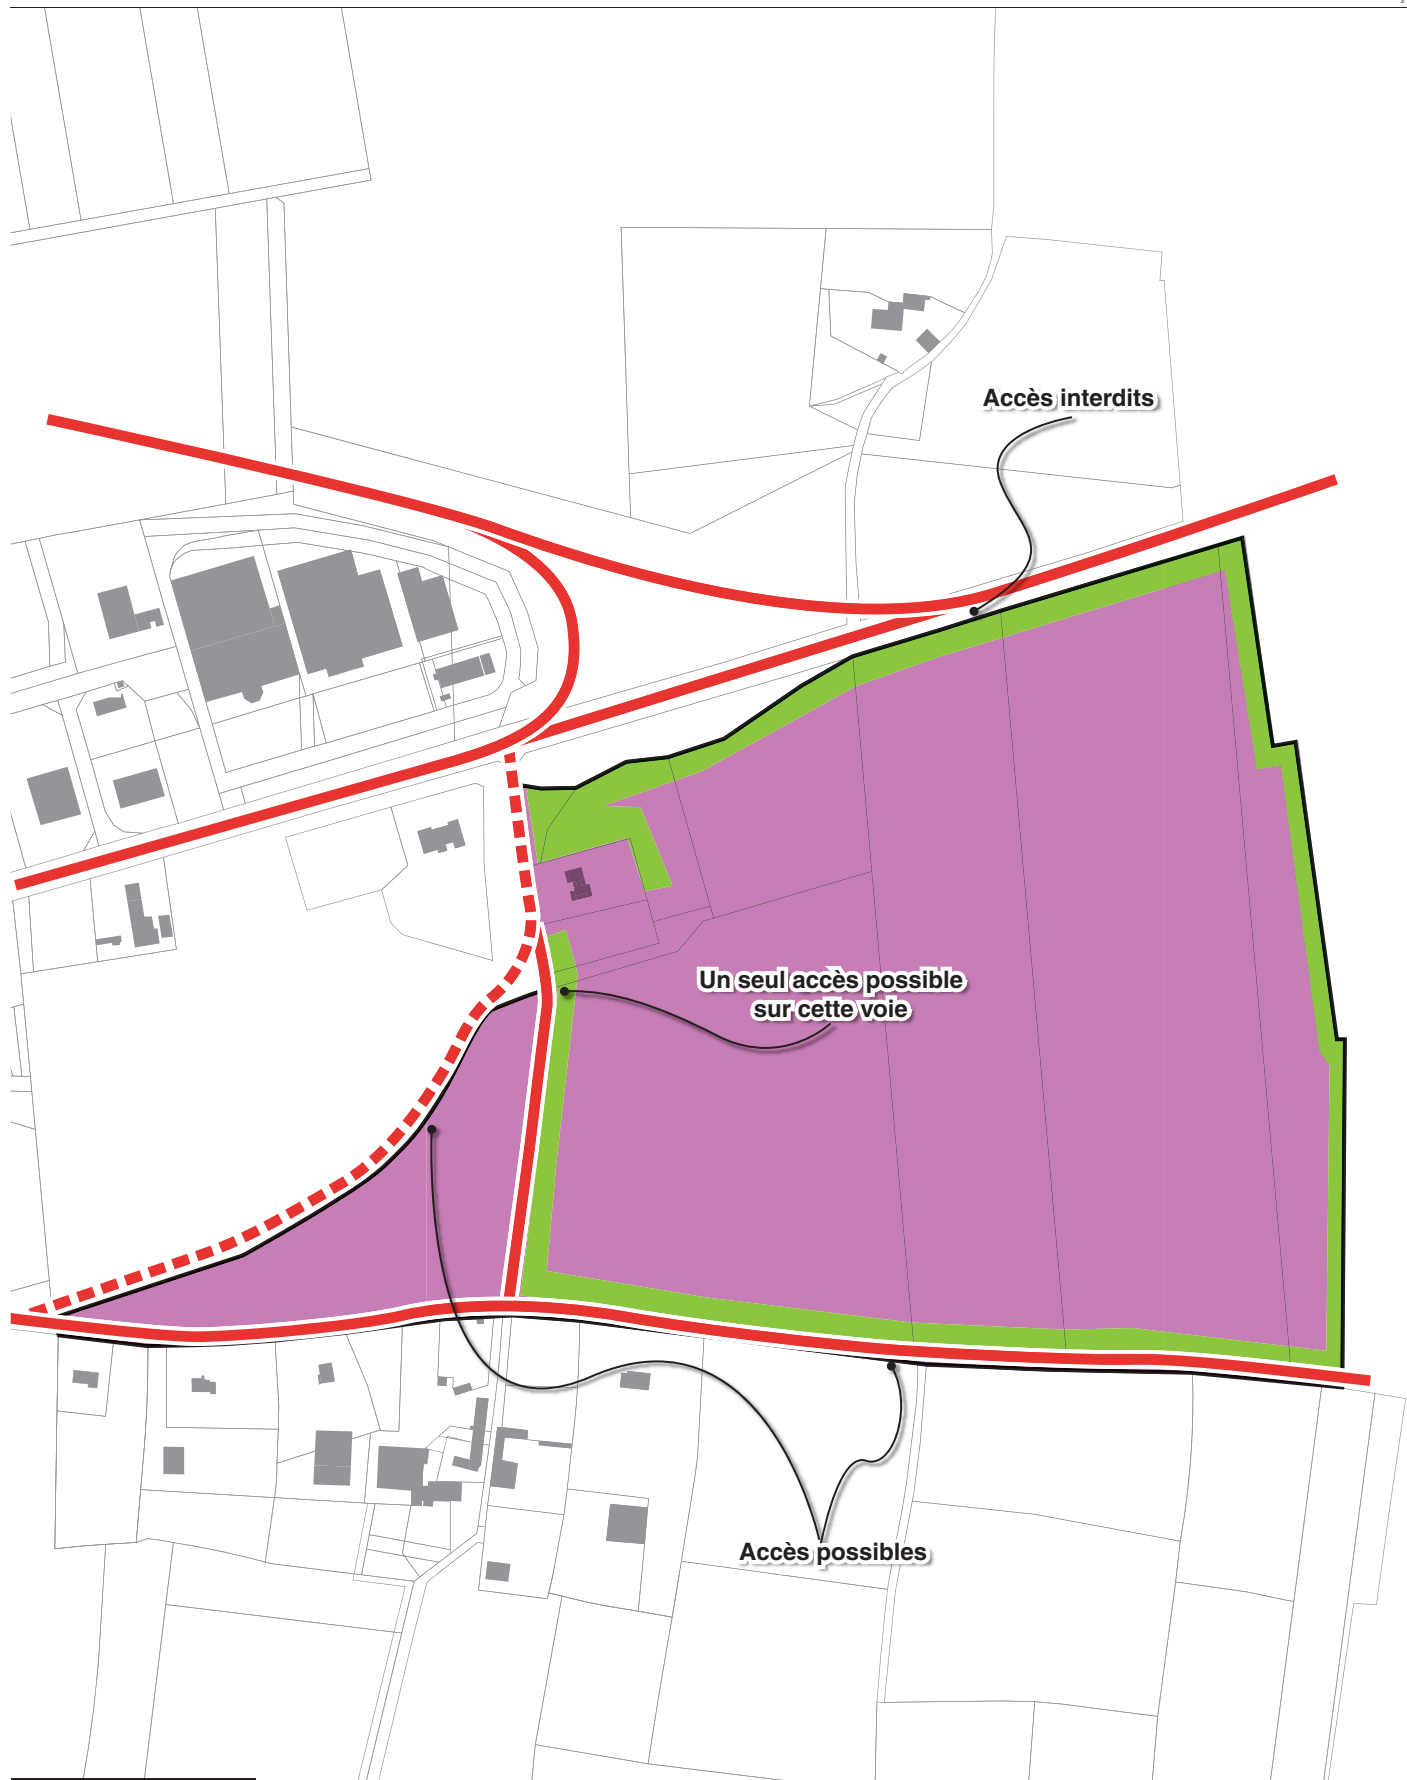 Accès interdits
Un seul accès possible
sur cette voie
Accès possibles